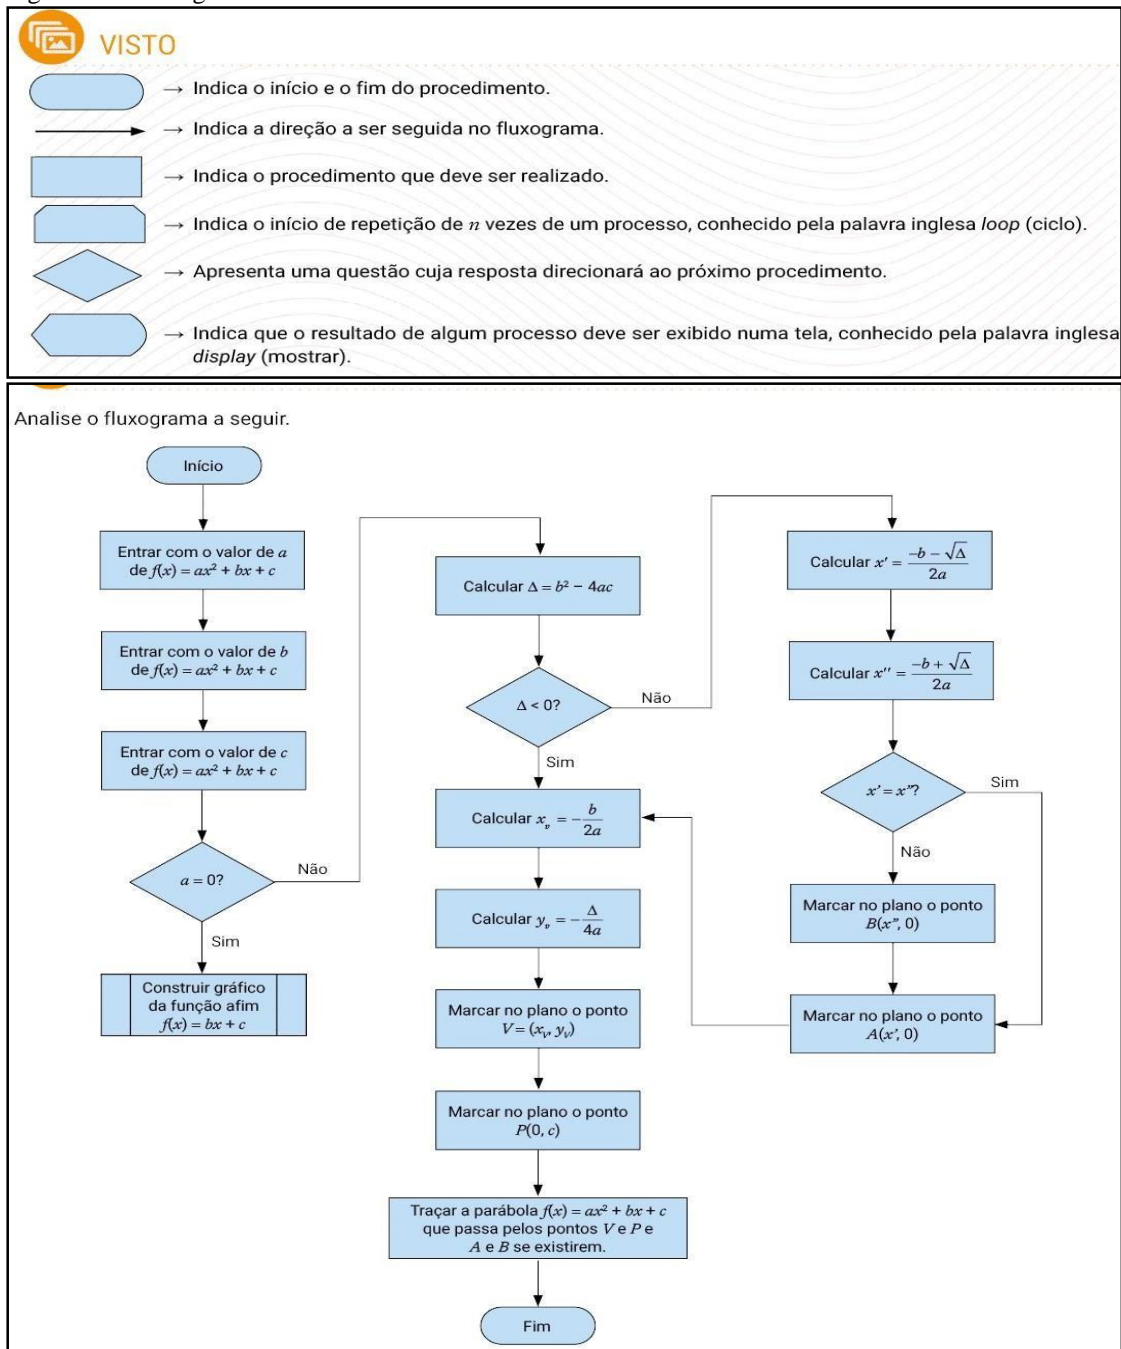 VISTO
→ Indica o início e o fim do procedimento.
→ Indica a direção a ser seguida no fluxograma.
→ Indica o procedimento que deve ser realizado.
→ Indica o início de repetição de n vezes de um processo, conhecido pela palavra inglesa loop (ciclo).
→ Apresenta uma questão cuja resposta direcionará ao próximo procedimento.
→ Indica que o resultado de algum processo deve ser exibido numa tela, conhecido pela palavra inglesa
display (mostrar).
Analise o fluxograma a seguir.
Início
Entrar com o valor de a
de f(x) = ax² + bx + c
Entrar com o valor de b
de f(x) = ax² + bx + c
Entrar com o valor de c
de f(x) = ax² + bx + c
a = 0?
Não
Sim
Construir gráfico
da função afim
f(x) = bx + c
Calcular Δ = b² − 4ac
Δ < 0?
Não
Sim
Calcular x_v = −b/2a
Calcular y_v = −Δ/4a
Marcar no plano o ponto
V = (x_V, y_V)
Marcar no plano o ponto
P(0, c)
Traçar a parábola f(x) = ax² + bx + c
que passa pelos pontos V e P e
A e B se existirem.
Fim
Calcular x' = (−b − √Δ)/2a
Calcular x'' = (−b + √Δ)/2a
x' = x"?
Sim
Não
Marcar no plano o ponto
B(x", 0)
Marcar no plano o ponto
A(x', 0)